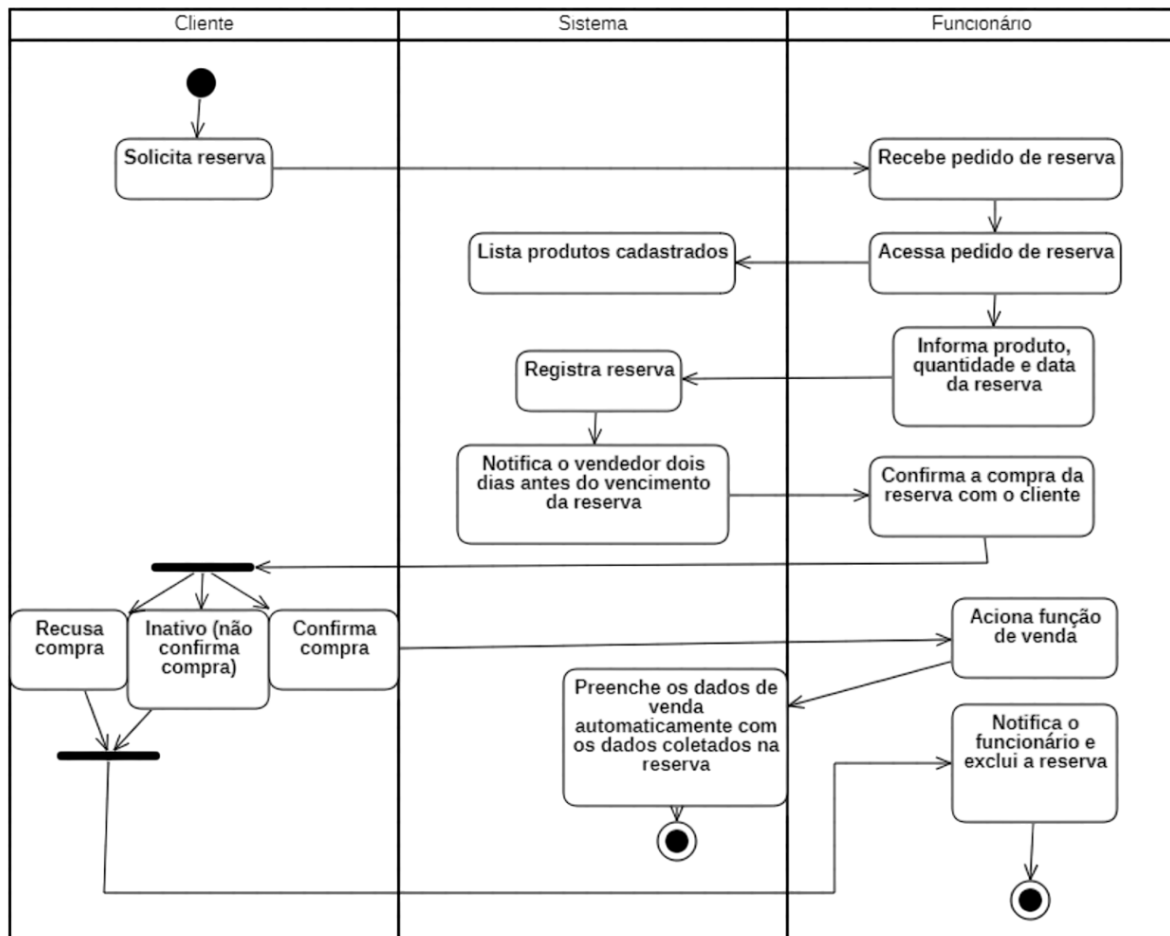 Cliente
Sistema
Funcionário
Solicita reserva
Recebe pedido de reserva
Lista produtos cadastrados
Acessa pedido de reserva
Informa produto,
quantidade e data
da reserva
Registra reserva
Notifica o vendedor dois
dias antes do vencimento
da reserva
Confirma a compra da
reserva com o cliente
Recusa
compra
Inativo (não
confirma
compra)
Confirma
compra
Aciona função
de venda
Preenche os dados de
venda
automaticamente com
os dados coletados na
reserva
Notifica o
funcionário e
exclui a reserva